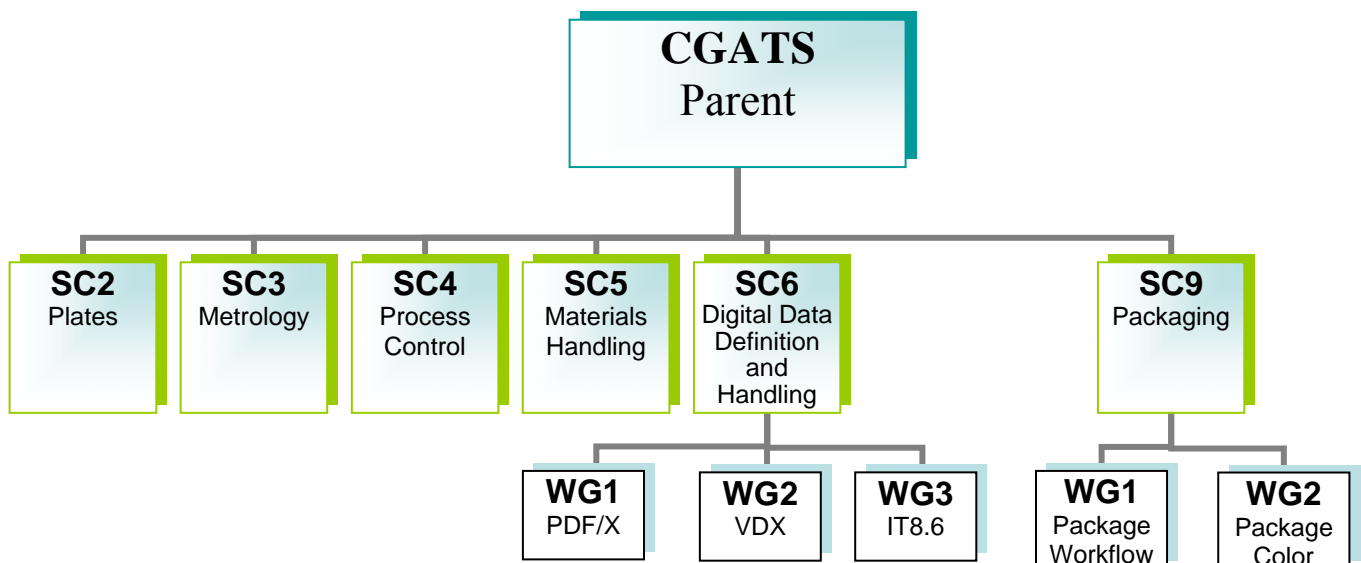 CGATS
Parent
SC2
Plates
SC3
Metrology
SC4
Process
Control
SC5
Materials
Handling
SC6
Digital Data
Definition
and
Handling
SC9
Packaging
WG1
PDF/X
WG2
VDX
WG3
IT8.6
WG1
Package
Workflow
WG2
Package
Color